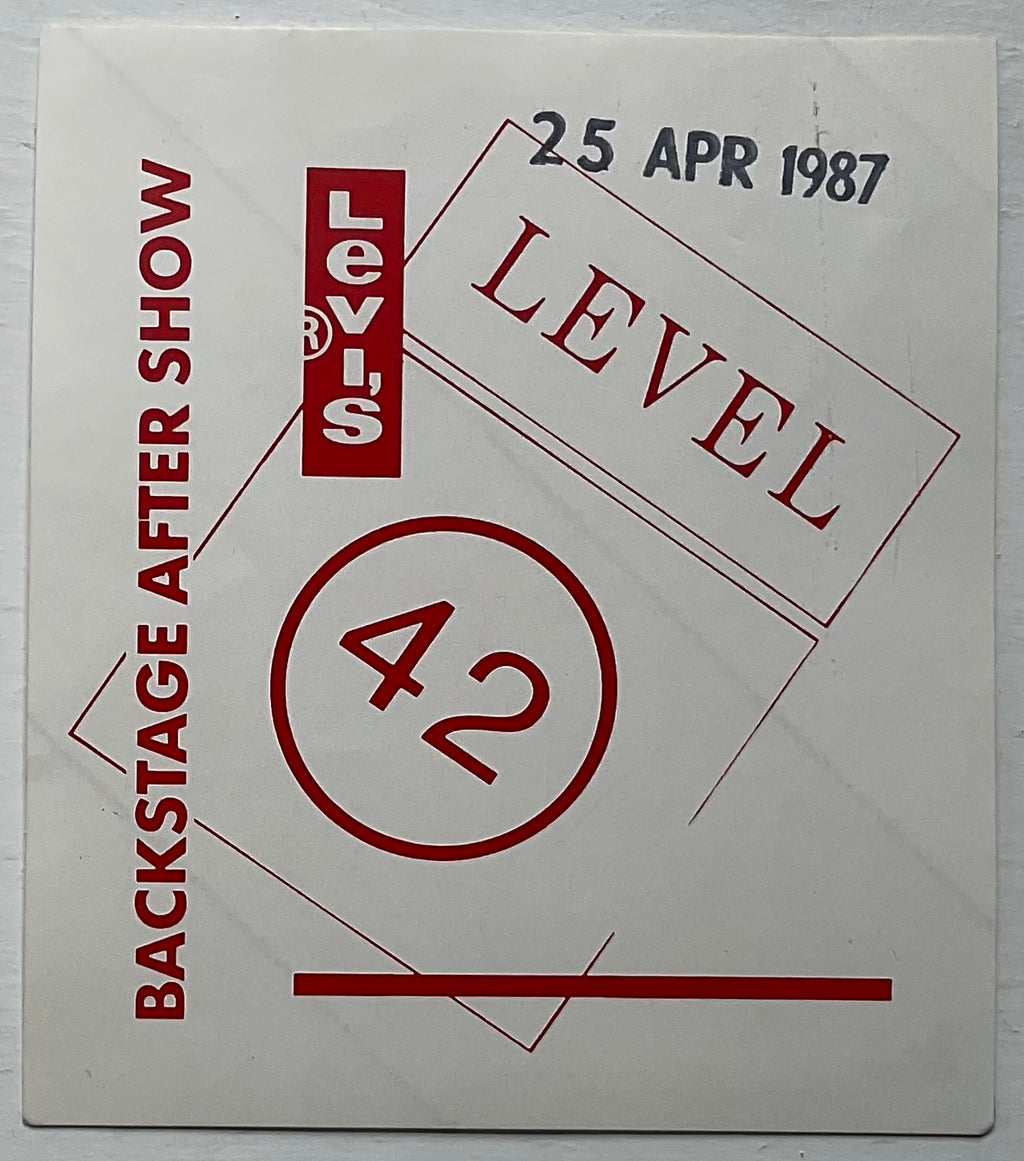 25 APR 1987
LEVEL
42
Levi's
®
BACKSTAGE AFTER SHOW